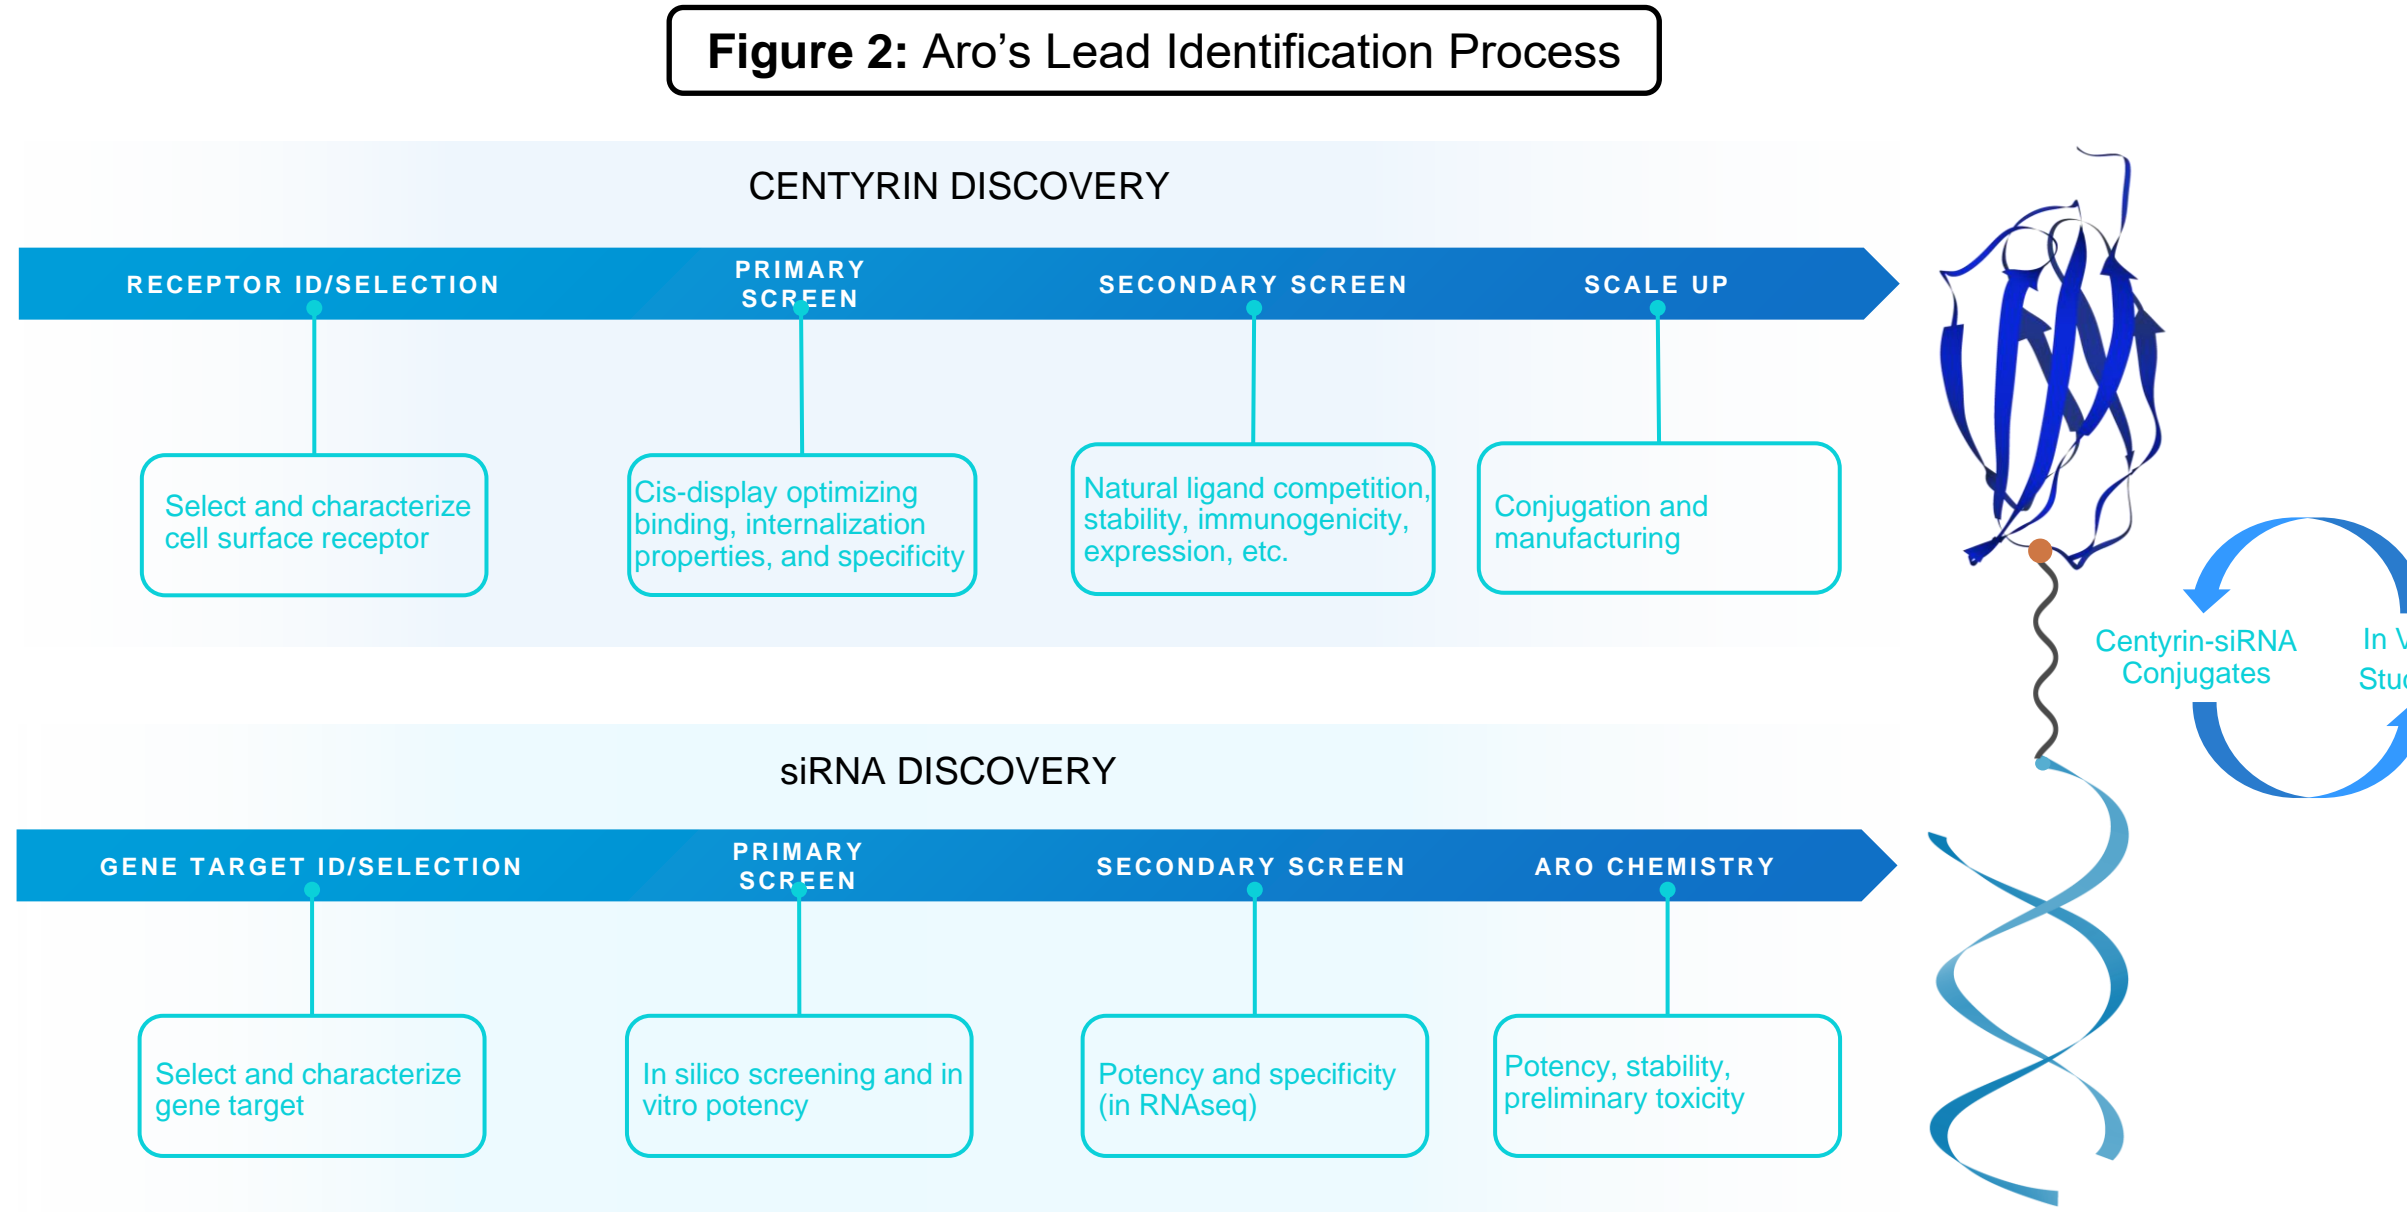 Figure 2: Aro's Lead Identification Process
CENTYRIN DISCOVERY
RECEPTOR ID/SELECTION
PRIMARY
SCREEN
SECONDARY SCREEN
SCALE UP
Select and characterize
cell surface receptor
Cis-display optimizing
binding, internalization
properties, and specificity
Natural ligand competition,
stability, immunogenicity,
expression, etc.
Conjugation and
manufacturing
Centyrin-siRNA
Conjugates
In
siRNA DISCOVERY
GENE TARGET ID/SELECTION
PRIMARY
SCREEN
SECONDARY SCREEN
ARO CHEMISTRY
Select and characterize
gene target
In silico screening and in
vitro potency
Potency and specificity
(in RNAseq)
Potency, stability,
preliminary toxicity